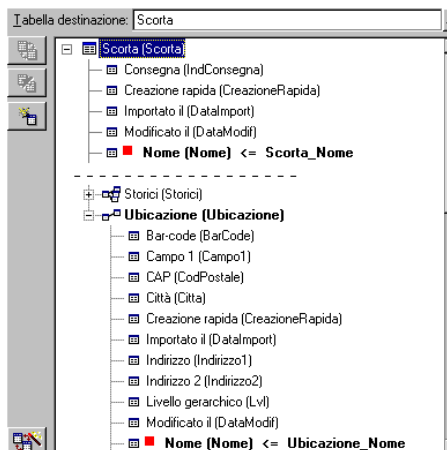 Tabella destinazione: Scorta
Scorta (Scorta)
Consegna (IndConsegna)
Creazione rapida (CreazioneRapida)
Importato il (DataImport)
Modificato il (DataModif)
Nome (Nome) <= Scorta_Nome
Storici (Storici)
Ubicazione (Ubicazione)
Bar-code (BarCode)
Campo 1 (Campo1)
CAP (CodPostale)
Città (Citta)
Creazione rapida (CreazioneRapida)
Importato il (DataImport)
Indirizzo (Indirizzo1)
Indirizzo 2 (Indirizzo2)
Livello gerarchico (Lvl)
Modificato il (DataModif)
Nome (Nome) <= Ubicazione_Nome